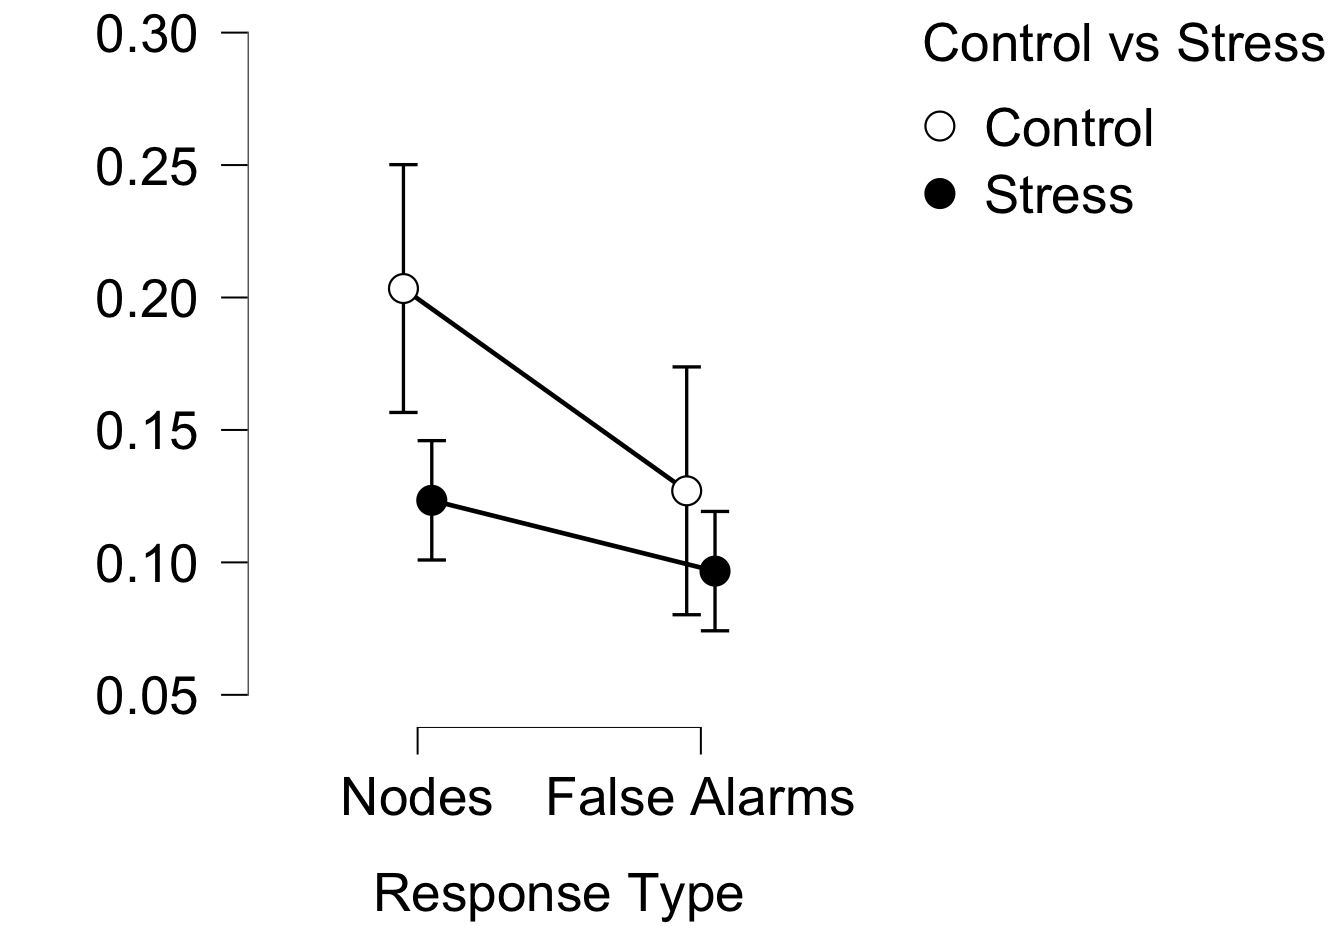 0.30
0.25
0.20
0.15
0.10
0.05
Nodes False Alarms
Response Type
Control vs Stress
Control
Stress